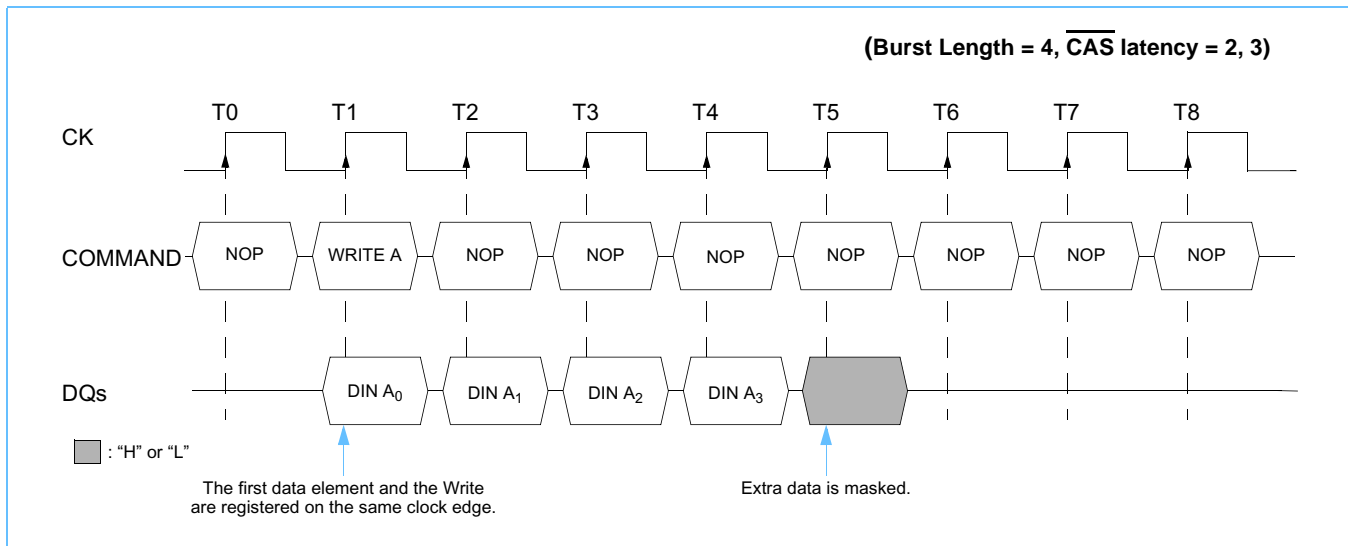 (Burst Length = 4, CAS latency = 2, 3)
T0 T1 T2 T3 T4 T5 T6 T7 T8
CK
COMMAND NOP WRITE A NOP NOP NOP NOP NOP NOP NOP
DQs DIN A0 DIN A1 DIN A2 DIN A3
: “H” or “L”
The first data element and the Write
are registered on the same clock edge.
Extra data is masked.